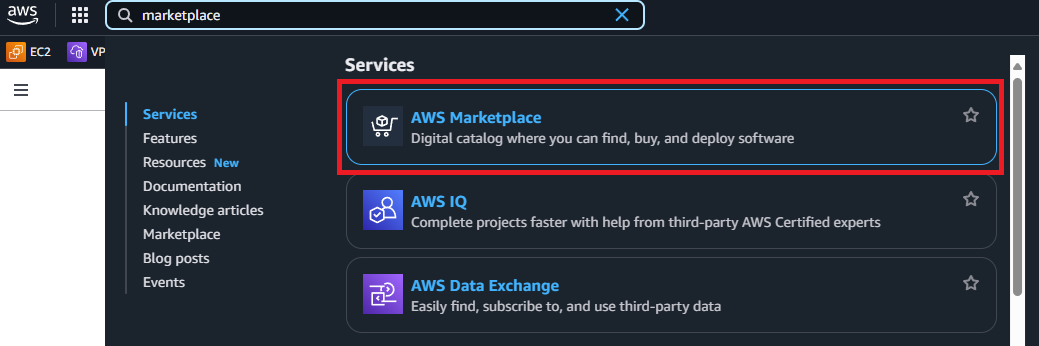 aws
marketplace
EC2
VP
Services
Services
Features
Resources New
Documentation
Knowledge articles
Marketplace
Blog posts
Events
AWS Marketplace
Digital catalog where you can find, buy, and deploy software
AWS IQ
Complete projects faster with help from third-party AWS Certified experts
AWS Data Exchange
Easily find, subscribe to, and use third-party data